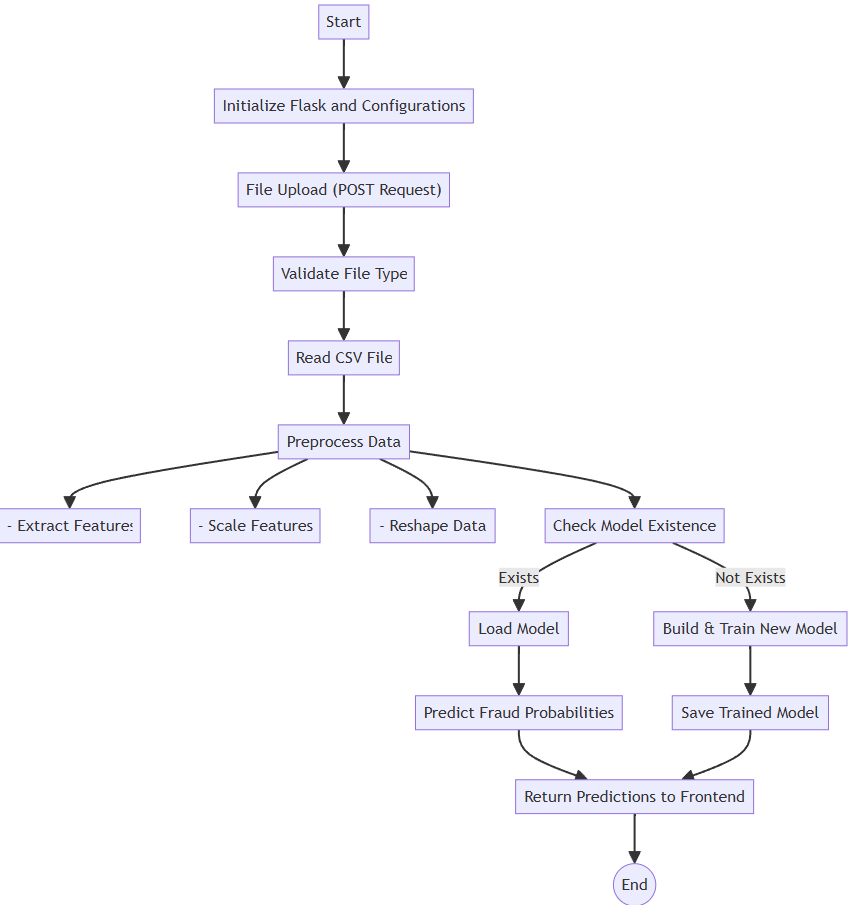 Start
Initialize Flask and Configurations
File Upload (POST Request)
Validate File Type
Read CSV File
Preprocess Data
- Extract Features
- Scale Features
- Reshape Data
Check Model Existence
Exists
Not Exists
Load Model
Build & Train New Model
Predict Fraud Probabilities
Save Trained Model
Return Predictions to Frontend
End